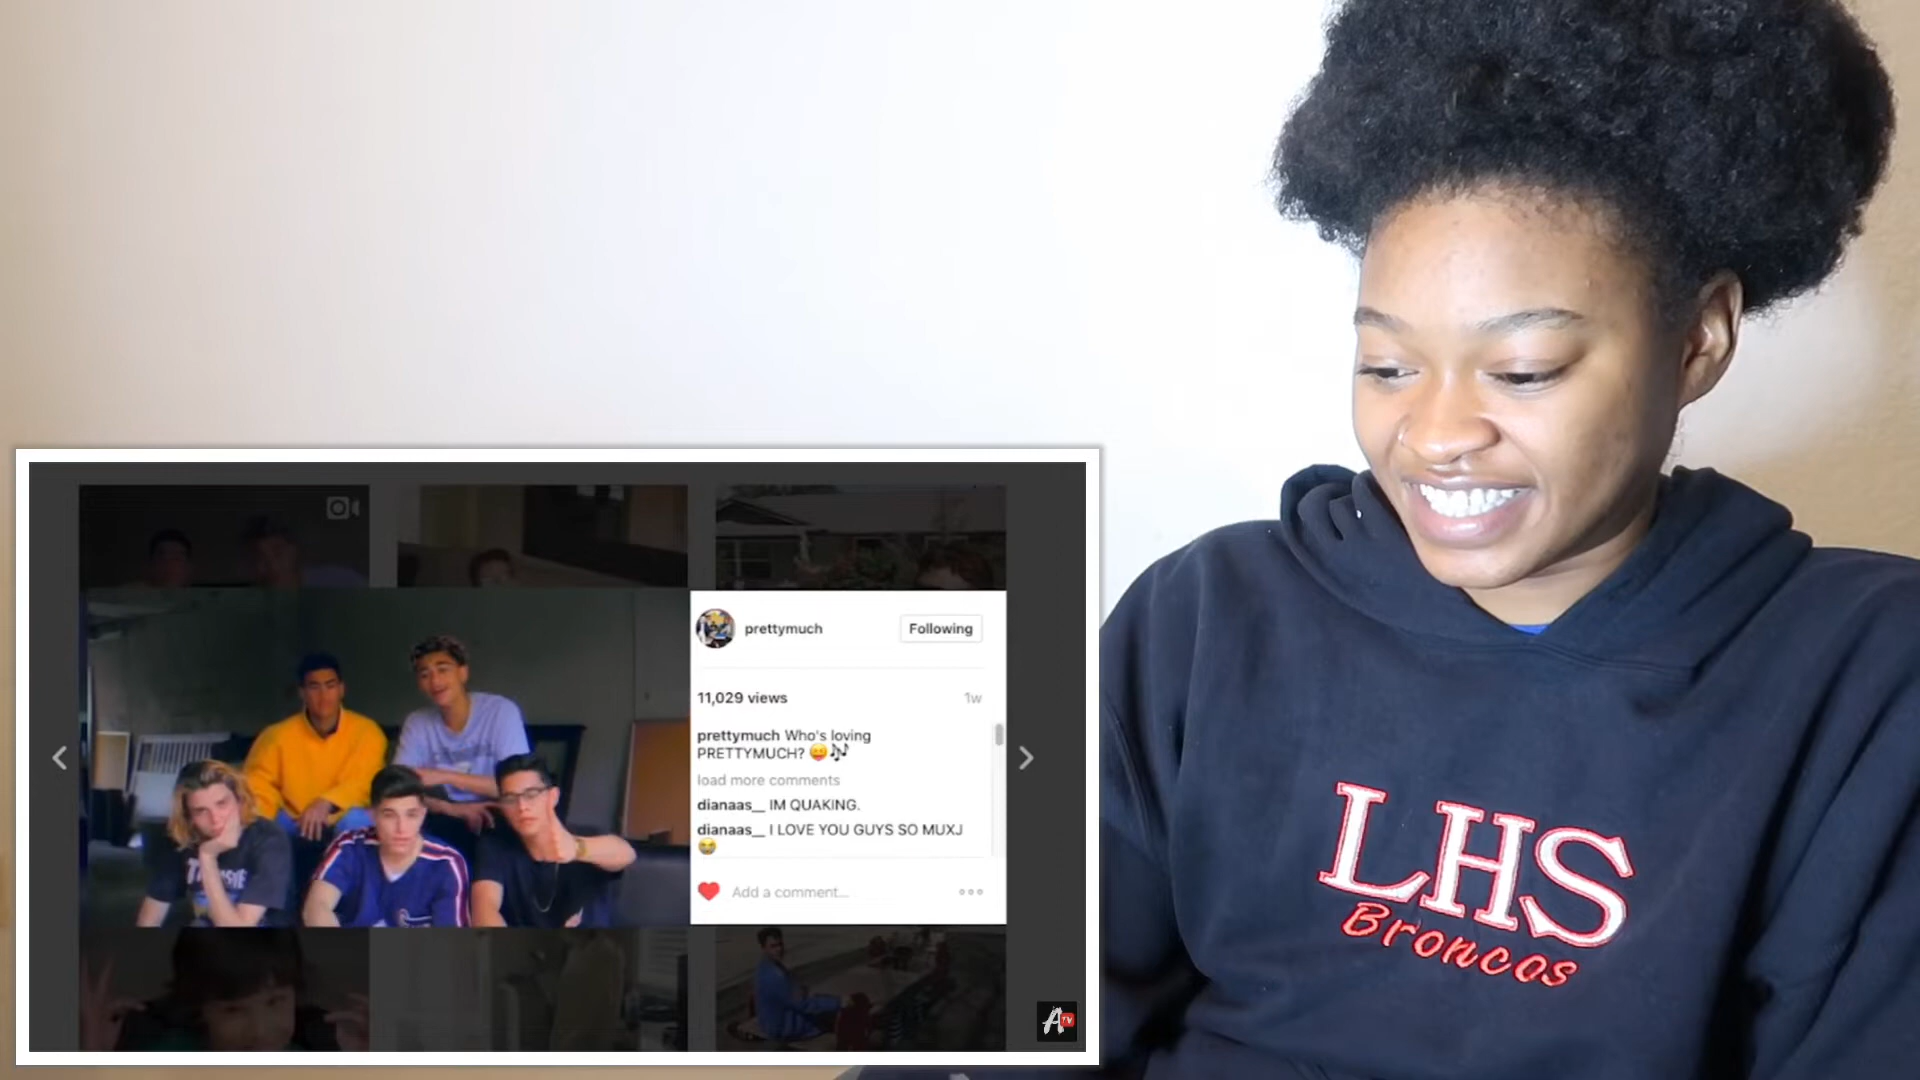 prettymuch
Following
11,029 views
1w
prettymuch Who's loving
PRETTYMUCH? 😝🎶
load more comments
dianaas__ IM QUAKING.
dianaas__ I LOVE YOU GUYS SO MUXJ
😭
Add a comment...
A TV
LHS
Broncos